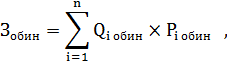 З обин = ∑ i=1 n Q i обин × P i обин ,